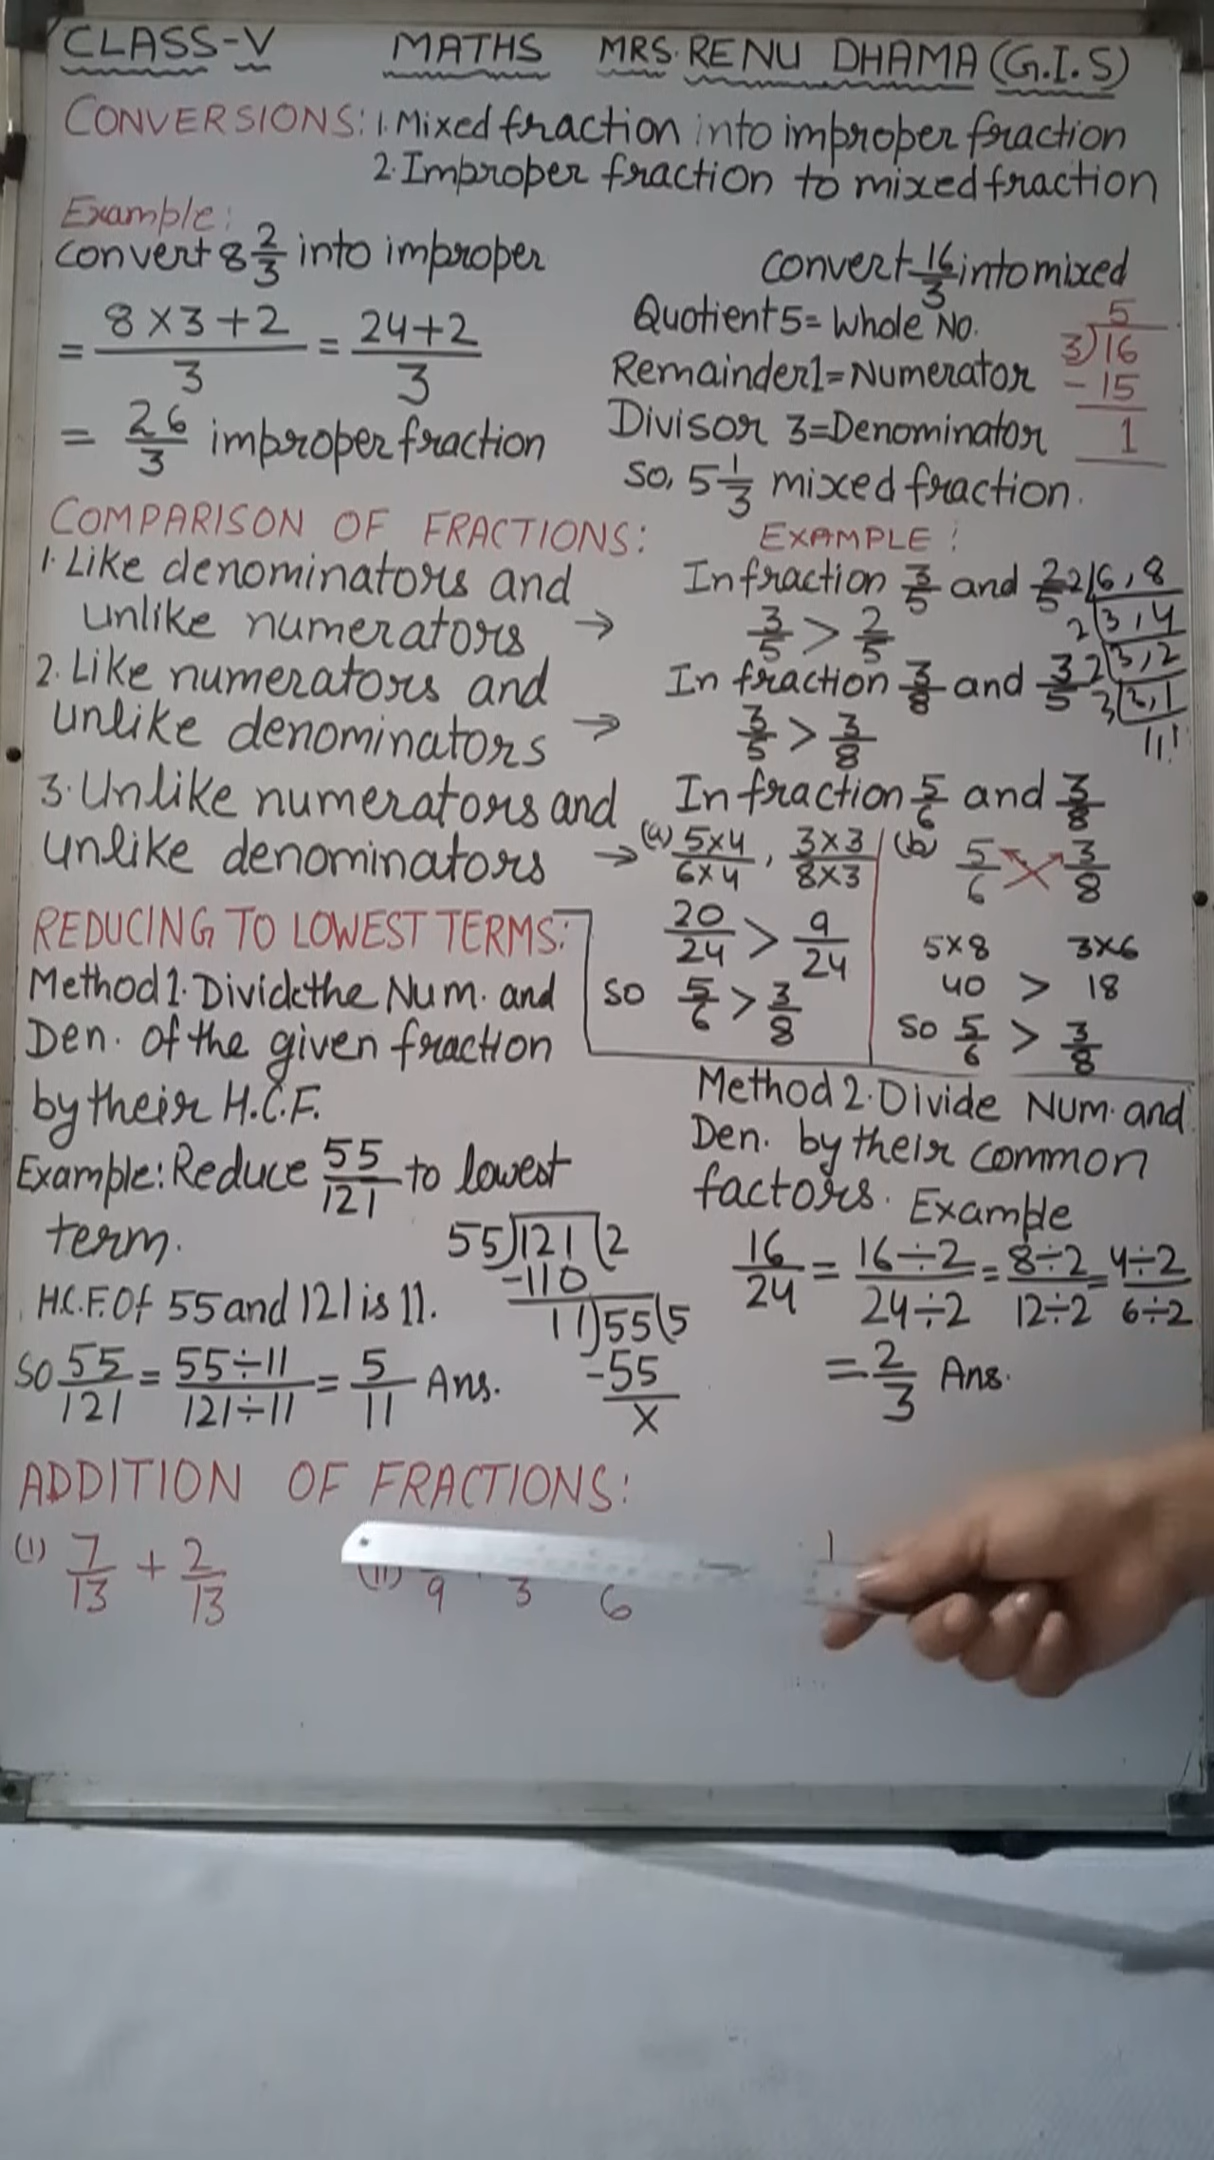 CLASS-V MATHS MRS. RENU DHAMA (G.I.S)
CONVERSIONS: 1. Mixed fraction into improper fraction
2. Improper fraction to mixed fraction
Example:
convert 8 2/3 into improper
= 8 × 3 + 2 / 3 = 24 + 2 / 3
= 26/3 improper fraction
convert 16/3 into mixed
Quotient 5 = Whole No.
Remainder 1 = Numerator
Divisor 3 = Denominator
So, 5 1/3 mixed fraction.
5
3)16
- 15
1
COMPARISON OF FRACTIONS:
EXAMPLE:
1. Like denominators and
unlike numerators →
In fraction 3/5 and 2/5
3/5 > 2/5
2. Like numerators and
unlike denominators →
In fraction 3/8 and 3/5
3/5 > 3/8
2 6, 8
2 3, 4
2 3, 2
3 3, 1
1, 1
3. Unlike numerators and
unlike denominators →
In fraction 5/6 and 3/8
(a) 5×4/6×4, 3×3/8×3
20/24 > 9/24
so 5/6 > 3/8
(b) 5/6 3/8
5×8 3×6
40 > 18
so 5/6 > 3/8
REDUCING TO LOWEST TERMS:
Method 1. Divide the Num. and
Den. of the given fraction
by their H.C.F.
Example: Reduce 55/121 to lowest
term.
H.C.F. Of 55 and 121 is 11.
So 55/121 = 55÷11/121÷11 = 5/11 Ans.
55)121(2
-110
11)55(5
-55
x
Method 2. Divide Num. and
Den. by their common
factors. Example
16/24 = 16÷2/24÷2 = 8÷2/12÷2 = 4÷2/6÷2
= 2/3 Ans.
ADDITION OF FRACTIONS:
(i) 7/13 + 2/13
(ii) 9 3 6
1